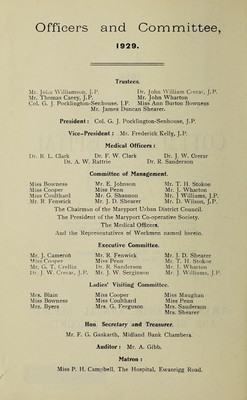 Officers and Committee,
1929.
Trustees.
Mr. John Williamson, J.P. Dr. John William Crerar, J.P.
Mr. Thomas Carey, J.P. Mr. John Wharton
Col. G. J. Pocklington-Senhouse, J.P. Miss Ann Burton Bowness
Mr. James Duncan Shearer.
President: Col. G. J. Pocklington-Senhouse, J.P.
Vice-President: Mr. Frederick Kelly, J.P.
Medical Officers:
Dr. R. L. Clark Dr. F. W. Clark Dr. J. W. Crerar
Dr. A. W. Rattrie Dr. R. Sanderson
Committee of Management.
Miss Bowness Mr. E. Johnson Mr. T. H. Stokoe
Miss Cooper Miss Penn Mr. J. Wharton
Miss Coulthard Mr. G. Shannon Mr. J. Williams, J.P.
Mr. R. Fenwick Mr. J. D. Shearer Mr. D. Wilson, J.P.
The Chairman of the Maryport Urban District Council.
The President of the Maryport Co-operative Society.
The Medical Officers.
And the Representatives of Workmen named herein.
Executive Committee.
Mr. J. Cameron Mr. R. Fenwick Mr. J. D. Shearer
Miss Cooper Miss Penn Mr. T. H. Stokoe
Mr. G. T. Crellin Dr. R. Sanderson Mr. J. Wharton
Dr. J. W. Crerar, J.P. Mr. J. W. Serginson Mr. J. Williams, J.P.
Ladies' Visiting Committee.
Mrs. Blain Miss Cooper Miss Maughan
Miss Bowness Miss Coulthard Miss Penn
Mrs. Byers Mrs. G. Ferguson Mrs. Sanderson
Mrs. Shearer
Hon. Secretary and Treasurer.
Mr. F. G. Gaskarth, Midland Bank Chambers.
Auditor: Mr. A. Gibb.
Matron:
Miss P. H. Campbell, The Hospital, Ewanrigg Road.